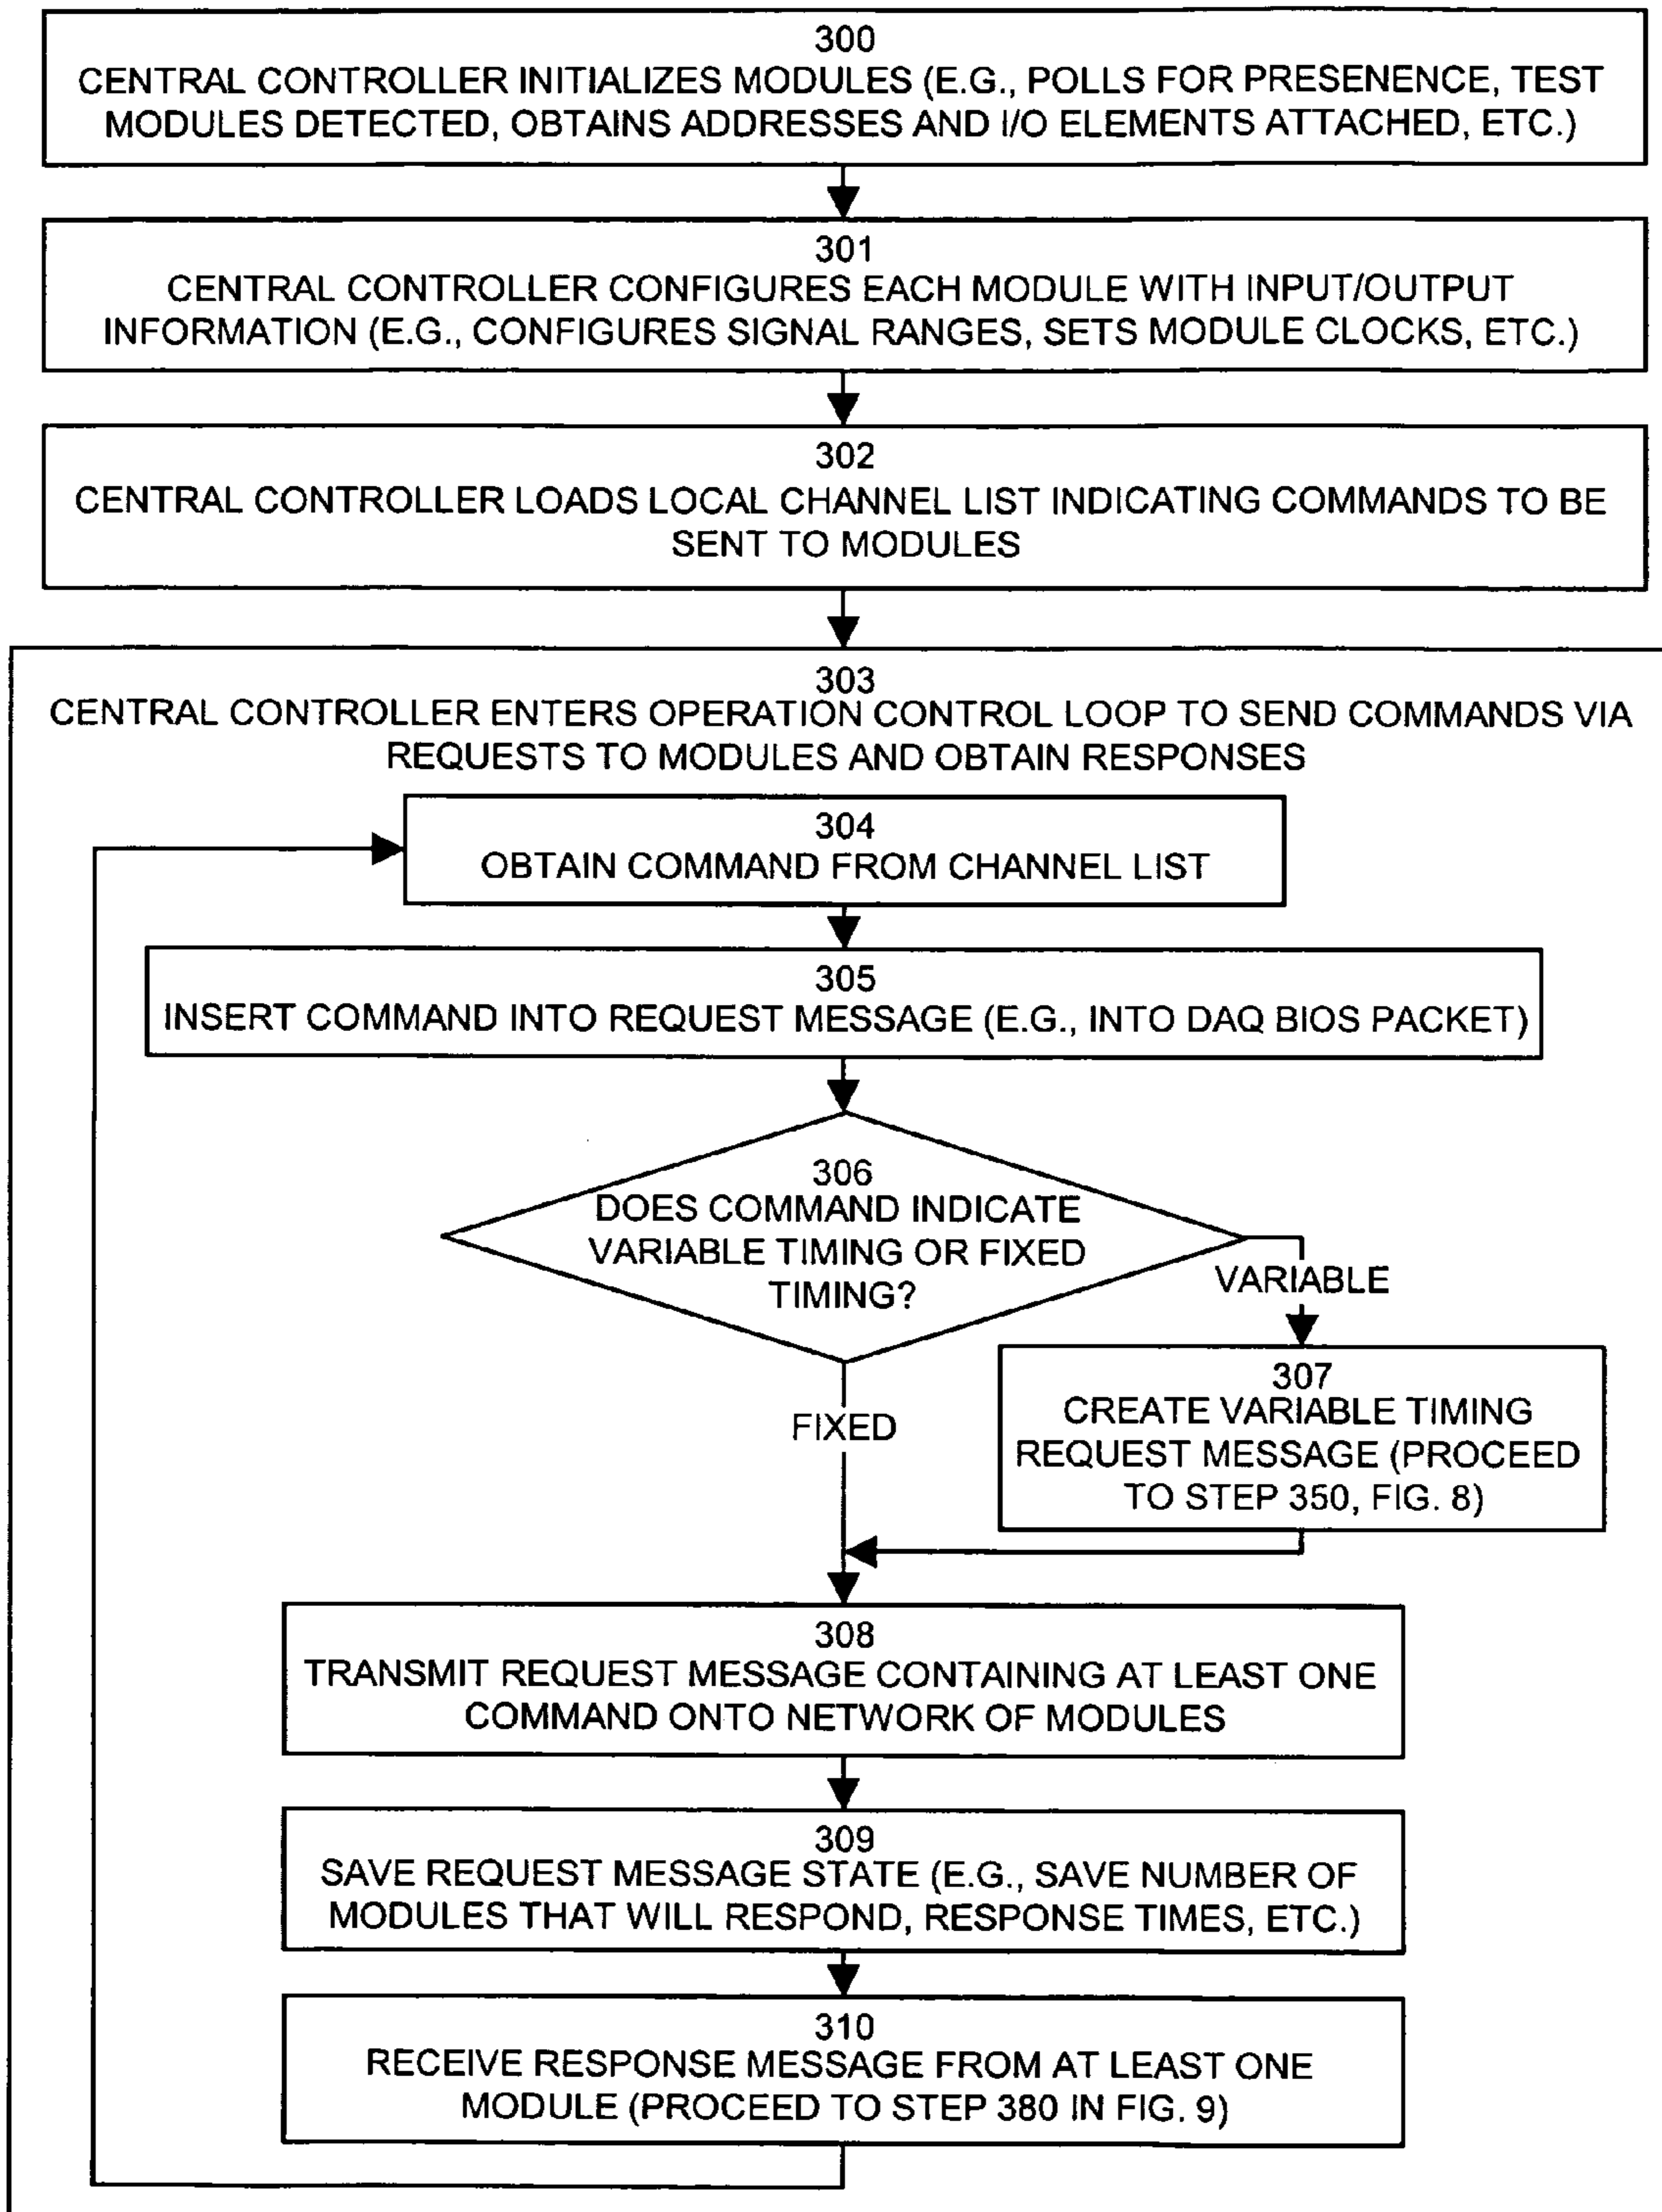 300
CENTRAL CONTROLLER INITIALIZES MODULES (E.G., POLLS FOR PRESENENCE, TEST
MODULES DETECTED, OBTAINS ADDRESSES AND I/O ELEMENTS ATTACHED, ETC.)
301
CENTRAL CONTROLLER CONFIGURES EACH MODULE WITH INPUT/OUTPUT
INFORMATION (E.G., CONFIGURES SIGNAL RANGES, SETS MODULE CLOCKS, ETC.)
302
CENTRAL CONTROLLER LOADS LOCAL CHANNEL LIST INDICATING COMMANDS TO BE
SENT TO MODULES
303
CENTRAL CONTROLLER ENTERS OPERATION CONTROL LOOP TO SEND COMMANDS VIA
REQUESTS TO MODULES AND OBTAIN RESPONSES
304
OBTAIN COMMAND FROM CHANNEL LIST
305
INSERT COMMAND INTO REQUEST MESSAGE (E.G., INTO DAQ BIOS PACKET)
306
DOES COMMAND INDICATE
VARIABLE TIMING OR FIXED
TIMING?
VARIABLE
307
CREATE VARIABLE TIMING
REQUEST MESSAGE (PROCEED
TO STEP 350, FIG. 8)
FIXED
308
TRANSMIT REQUEST MESSAGE CONTAINING AT LEAST ONE
COMMAND ONTO NETWORK OF MODULES
309
SAVE REQUEST MESSAGE STATE (E.G., SAVE NUMBER OF
MODULES THAT WILL RESPOND, RESPONSE TIMES, ETC.)
310
RECEIVE RESPONSE MESSAGE FROM AT LEAST ONE
MODULE (PROCEED TO STEP 380 IN FIG. 9)